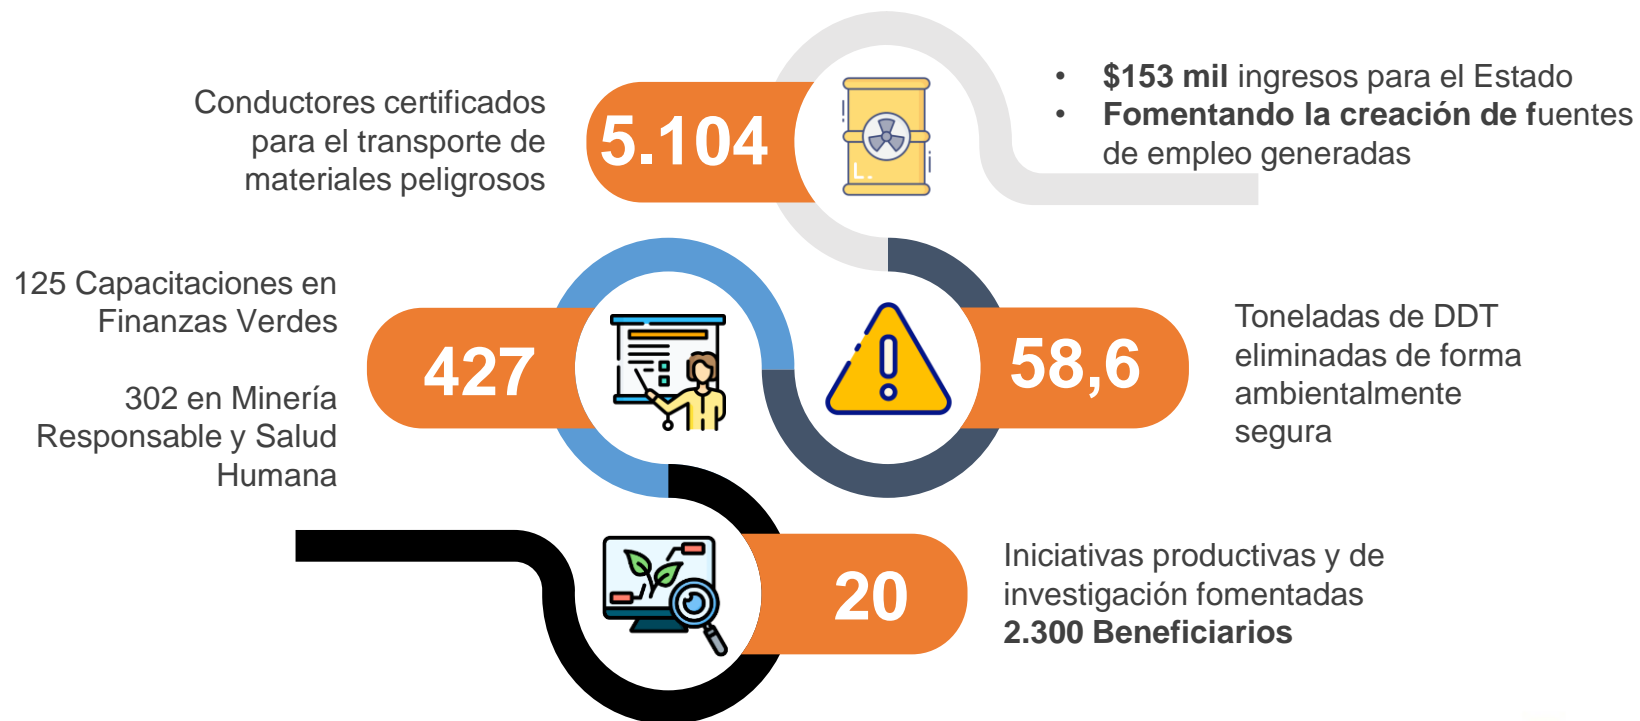 Conductores certificados
para el transporte de
materiales peligrosos
5.104
L.
• $153 mil ingresos para el Estado
• Fomentando la creación de fuentes
de empleo generadas
125 Capacitaciones en
Finanzas Verdes
302 en Minería
Responsable y Salud
Humana
427
58,6
Toneladas de DDT
eliminadas de forma
ambientalmente
segura
20
Iniciativas productivas y de
investigación fomentadas
2.300 Beneficiarios